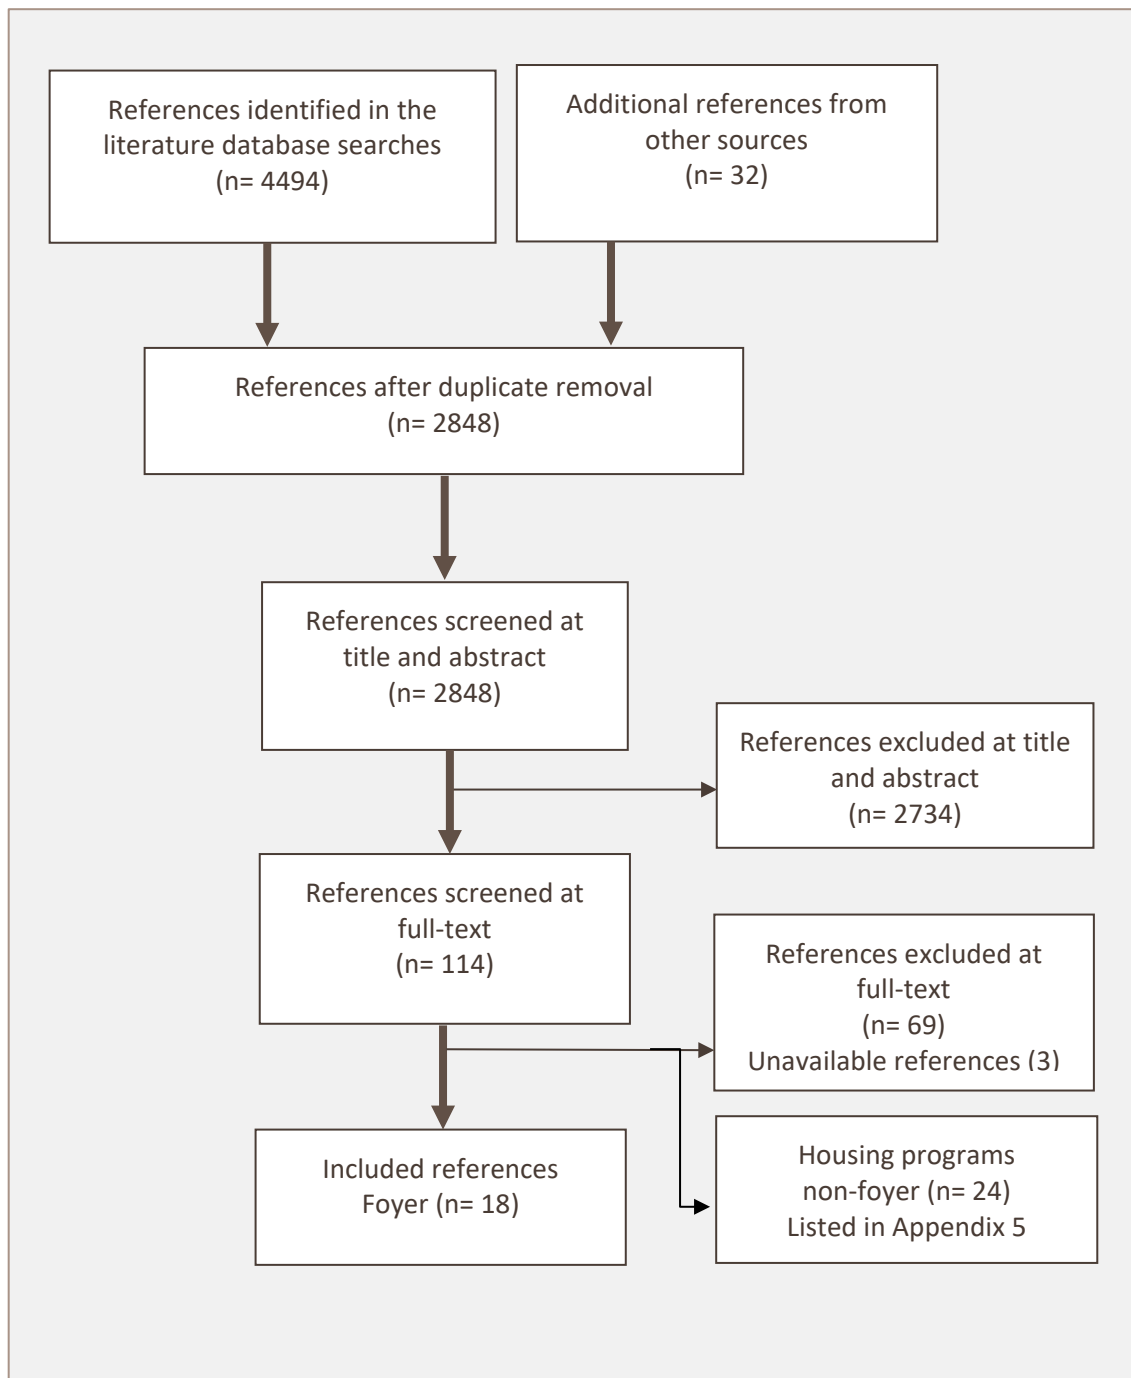 References identified in the
literature database searches
(n= 4494)
Additional references from
other sources
(n= 32)
References after duplicate removal
(n= 2848)
References screened at
title and abstract
(n= 2848)
References excluded at title
and abstract
(n= 2734)
References screened at
full-text
(n= 114)
References excluded at
full-text
(n= 69)
Unavailable references (3)
Included references
Foyer (n= 18)
Housing programs
non-foyer (n= 24)
Listed in Appendix 5